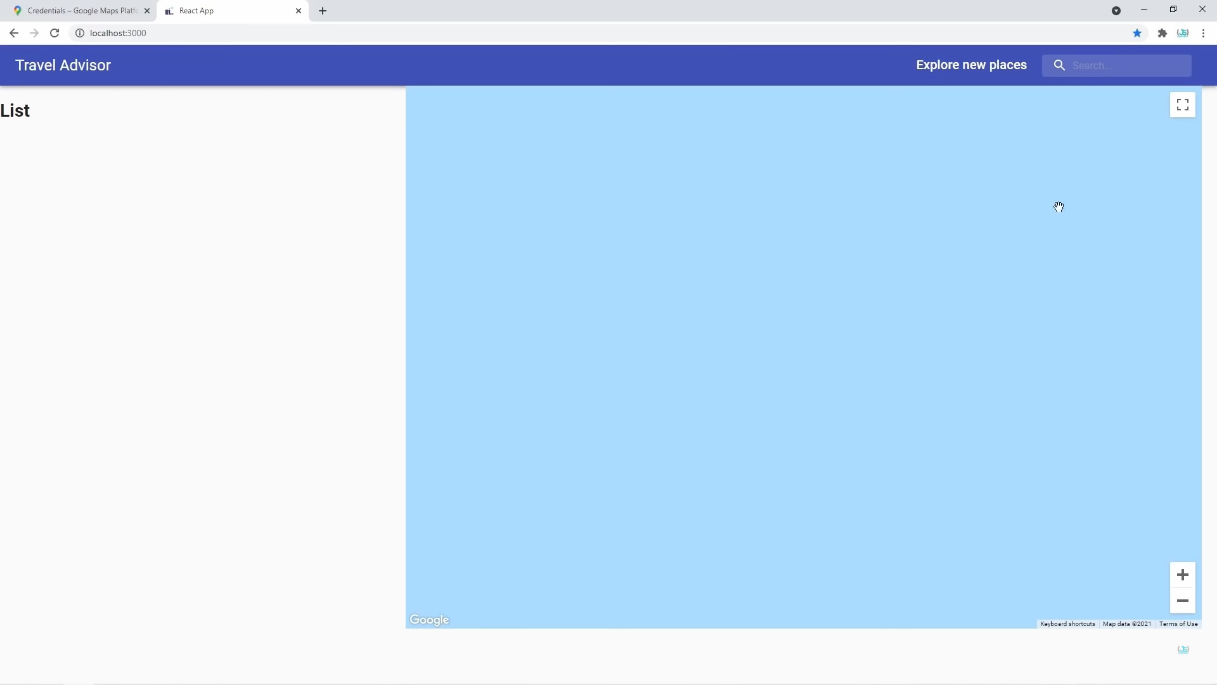 Credentials – Google Maps Platf
React App
localhost:3000
Travel Advisor
Explore new places
Search...
List
Google
Keyboard shortcuts
Map data ©2021
Terms of Use